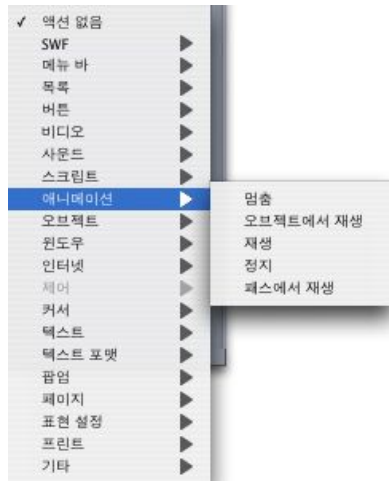 ✓ 액션 없음
SWF
메뉴 바
목록
버튼
비디오
사운드
스크립트
애니메이션
오브젝트
윈도우
인터넷
제어
커서
텍스트
텍스트 포맷
팝업
페이지
표현 설정
프린트
기타
멈춤
오브젝트에서 재생
재생
정지
패스에서 재생